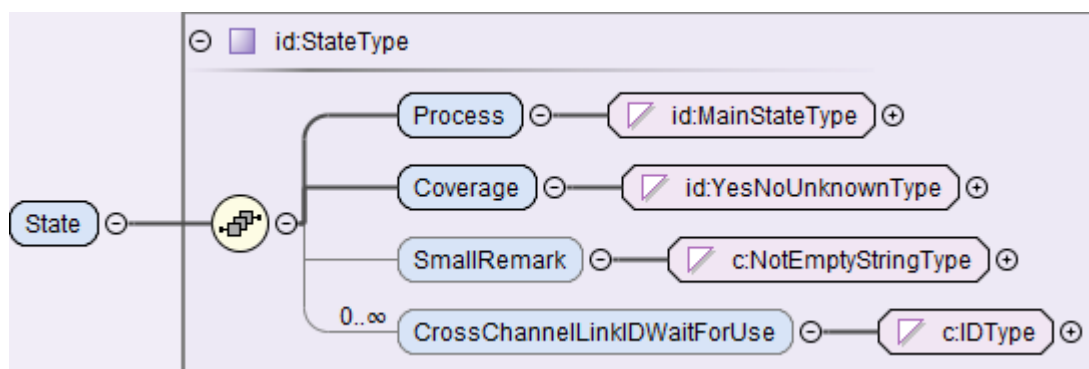 id:StateType
Process id:MainStateType
Coverage id:YesNoUnknownType
State
SmallRemark c:NotEmptyStringType
0..∞
CrossChannelLinkIDWaitForUse c:IDType